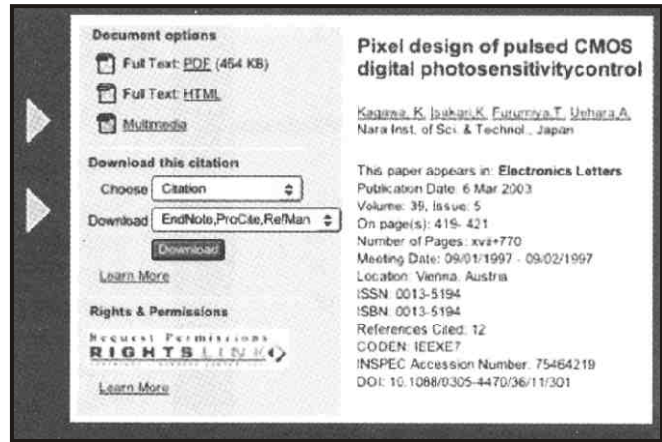 Document options
Full Text: PDF (454 KB)
Full Text: HTML
Multimedia
Download this citation
Choose Citation
Download EndNote,ProCite,RefMan
Download
Learn More
Rights & Permissions
Request Permissions
RIGHTSLINK
Learn More
Pixel design of pulsed CMOS
digital photosensitivitycontrol
Kagawa, K. Isakari,K. Furumiya,T. Uehara,A.
Nara Inst. of Sci. & Technol., Japan
This paper appears in: Electronics Letters
Publication Date: 6 Mar 2003
Volume: 39, Issue: 5
On page(s): 419- 421
Number of Pages: xvii+770
Meeting Date: 09/01/1997 - 09/02/1997
Location: Vienna, Austria
ISSN: 0013-5194
ISBN: 0013-5194
References Cited: 12
CODEN: IEEXE7
INSPEC Accession Number: 75464219
DOI: 10.1088/0305-4470/36/11/301